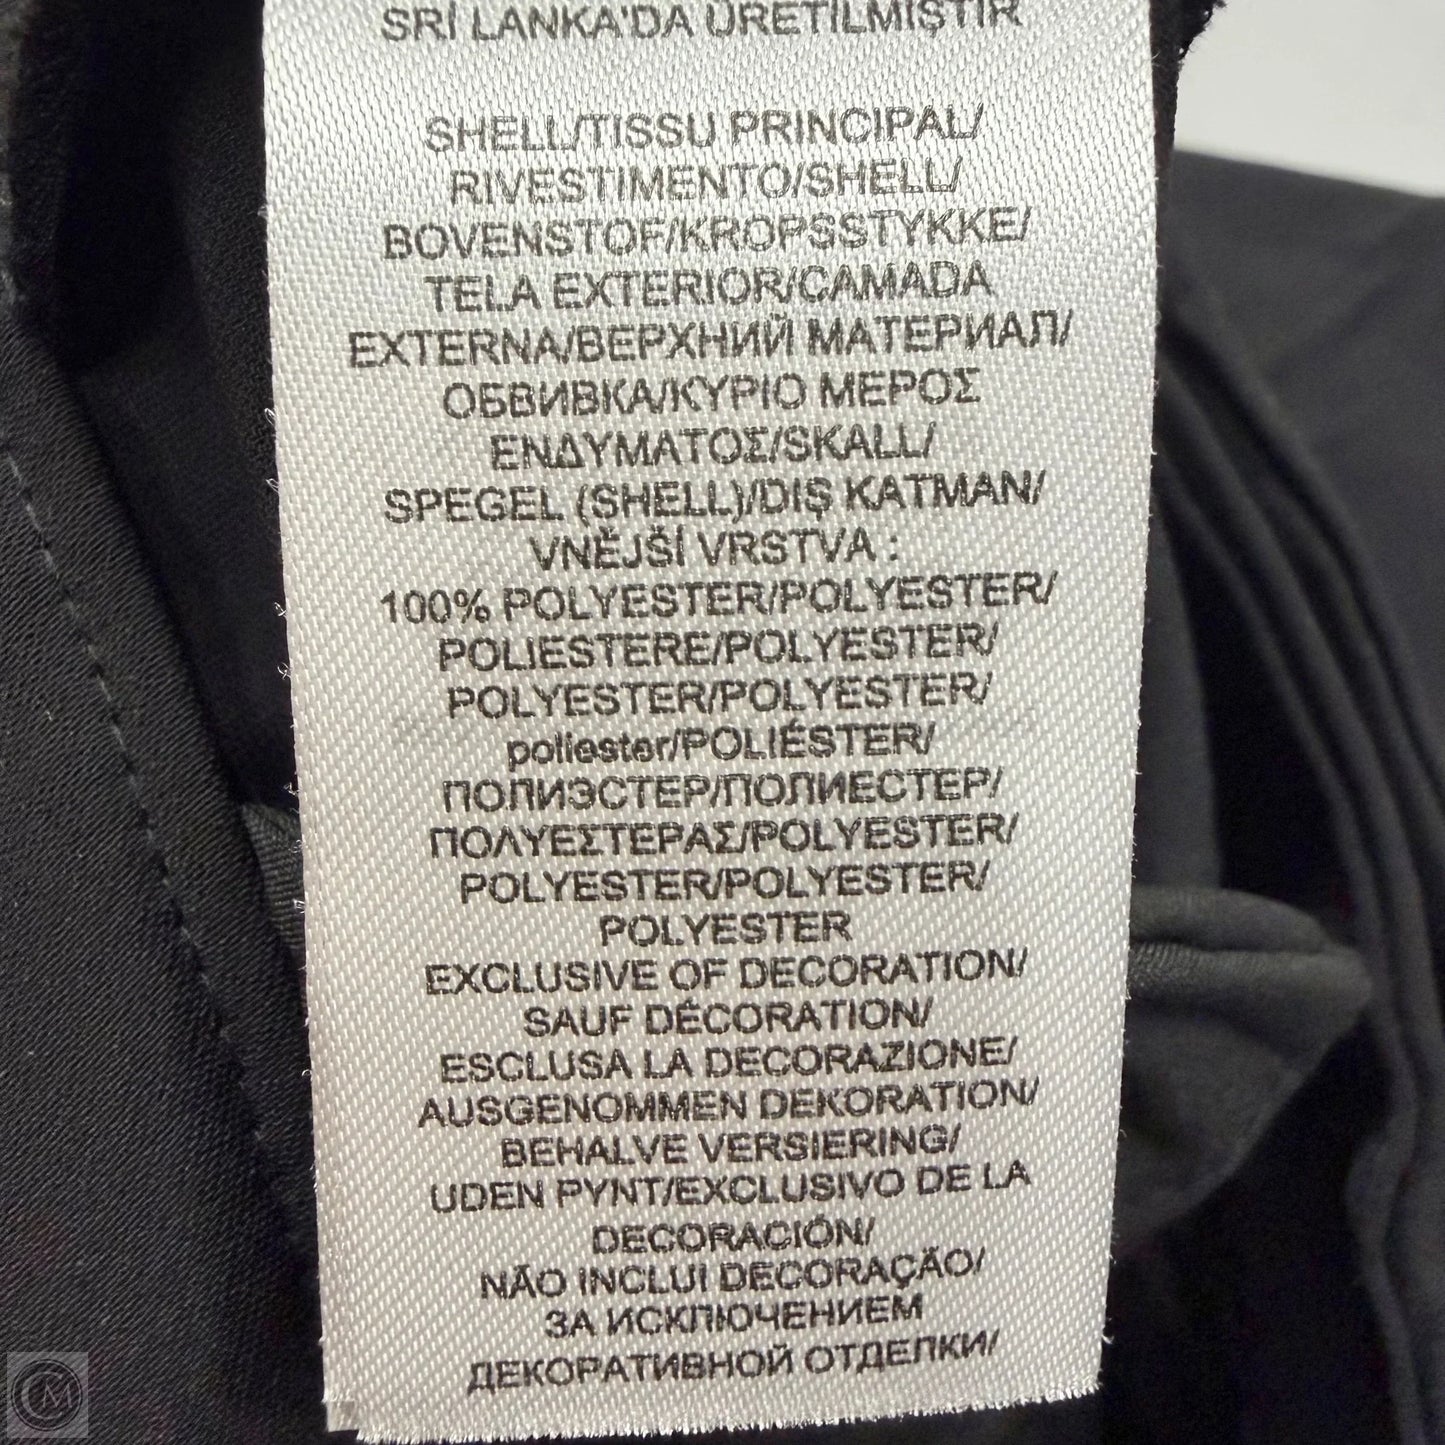 SRİ LANKA'DA ÜRETİLMİŞTİR
SHELL/TISSU PRINCIPAL/
RIVESTIMENTO/SHELL/
BOVENSTOF/KROPSSTYKKE/
TELA EXTERIOR/CAMADA
EXTERNA/ВЕРХНИЙ МАТЕРИАЛ/
ОБВИВКА/ΚΥΡΙΟ ΜΕΡΟΣ
ΕΝΔΥΜΑΤΟΣ/SKALL/
SPEGEL (SHELL)/DIŞ KATMAN/
VNĚJŠÍ VRSTVA :
100% POLYESTER/POLYESTER/
POLIESTERE/POLYESTER/
POLYESTER/POLYESTER/
poliester/POLIÉSTER/
ПОЛИЭСТЕР/ПОЛИЕСТЕР/
ΠΟΛΥΕΣΤΕΡΑΣ/POLYESTER/
POLYESTER/POLYESTER/
POLYESTER
EXCLUSIVE OF DECORATION/
SAUF DÉCORATION/
ESCLUSA LA DECORAZIONE/
AUSGENOMMEN DEKORATION/
BEHALVE VERSIERING/
UDEN PYNT/EXCLUSIVO DE LA
DECORACIÓN/
NÃO INCLUI DECORAÇÃO/
ЗА ИСКЛЮЧЕНИЕМ
ДЕКОРАТИВНОЙ ОТДЕЛКИ/
CM